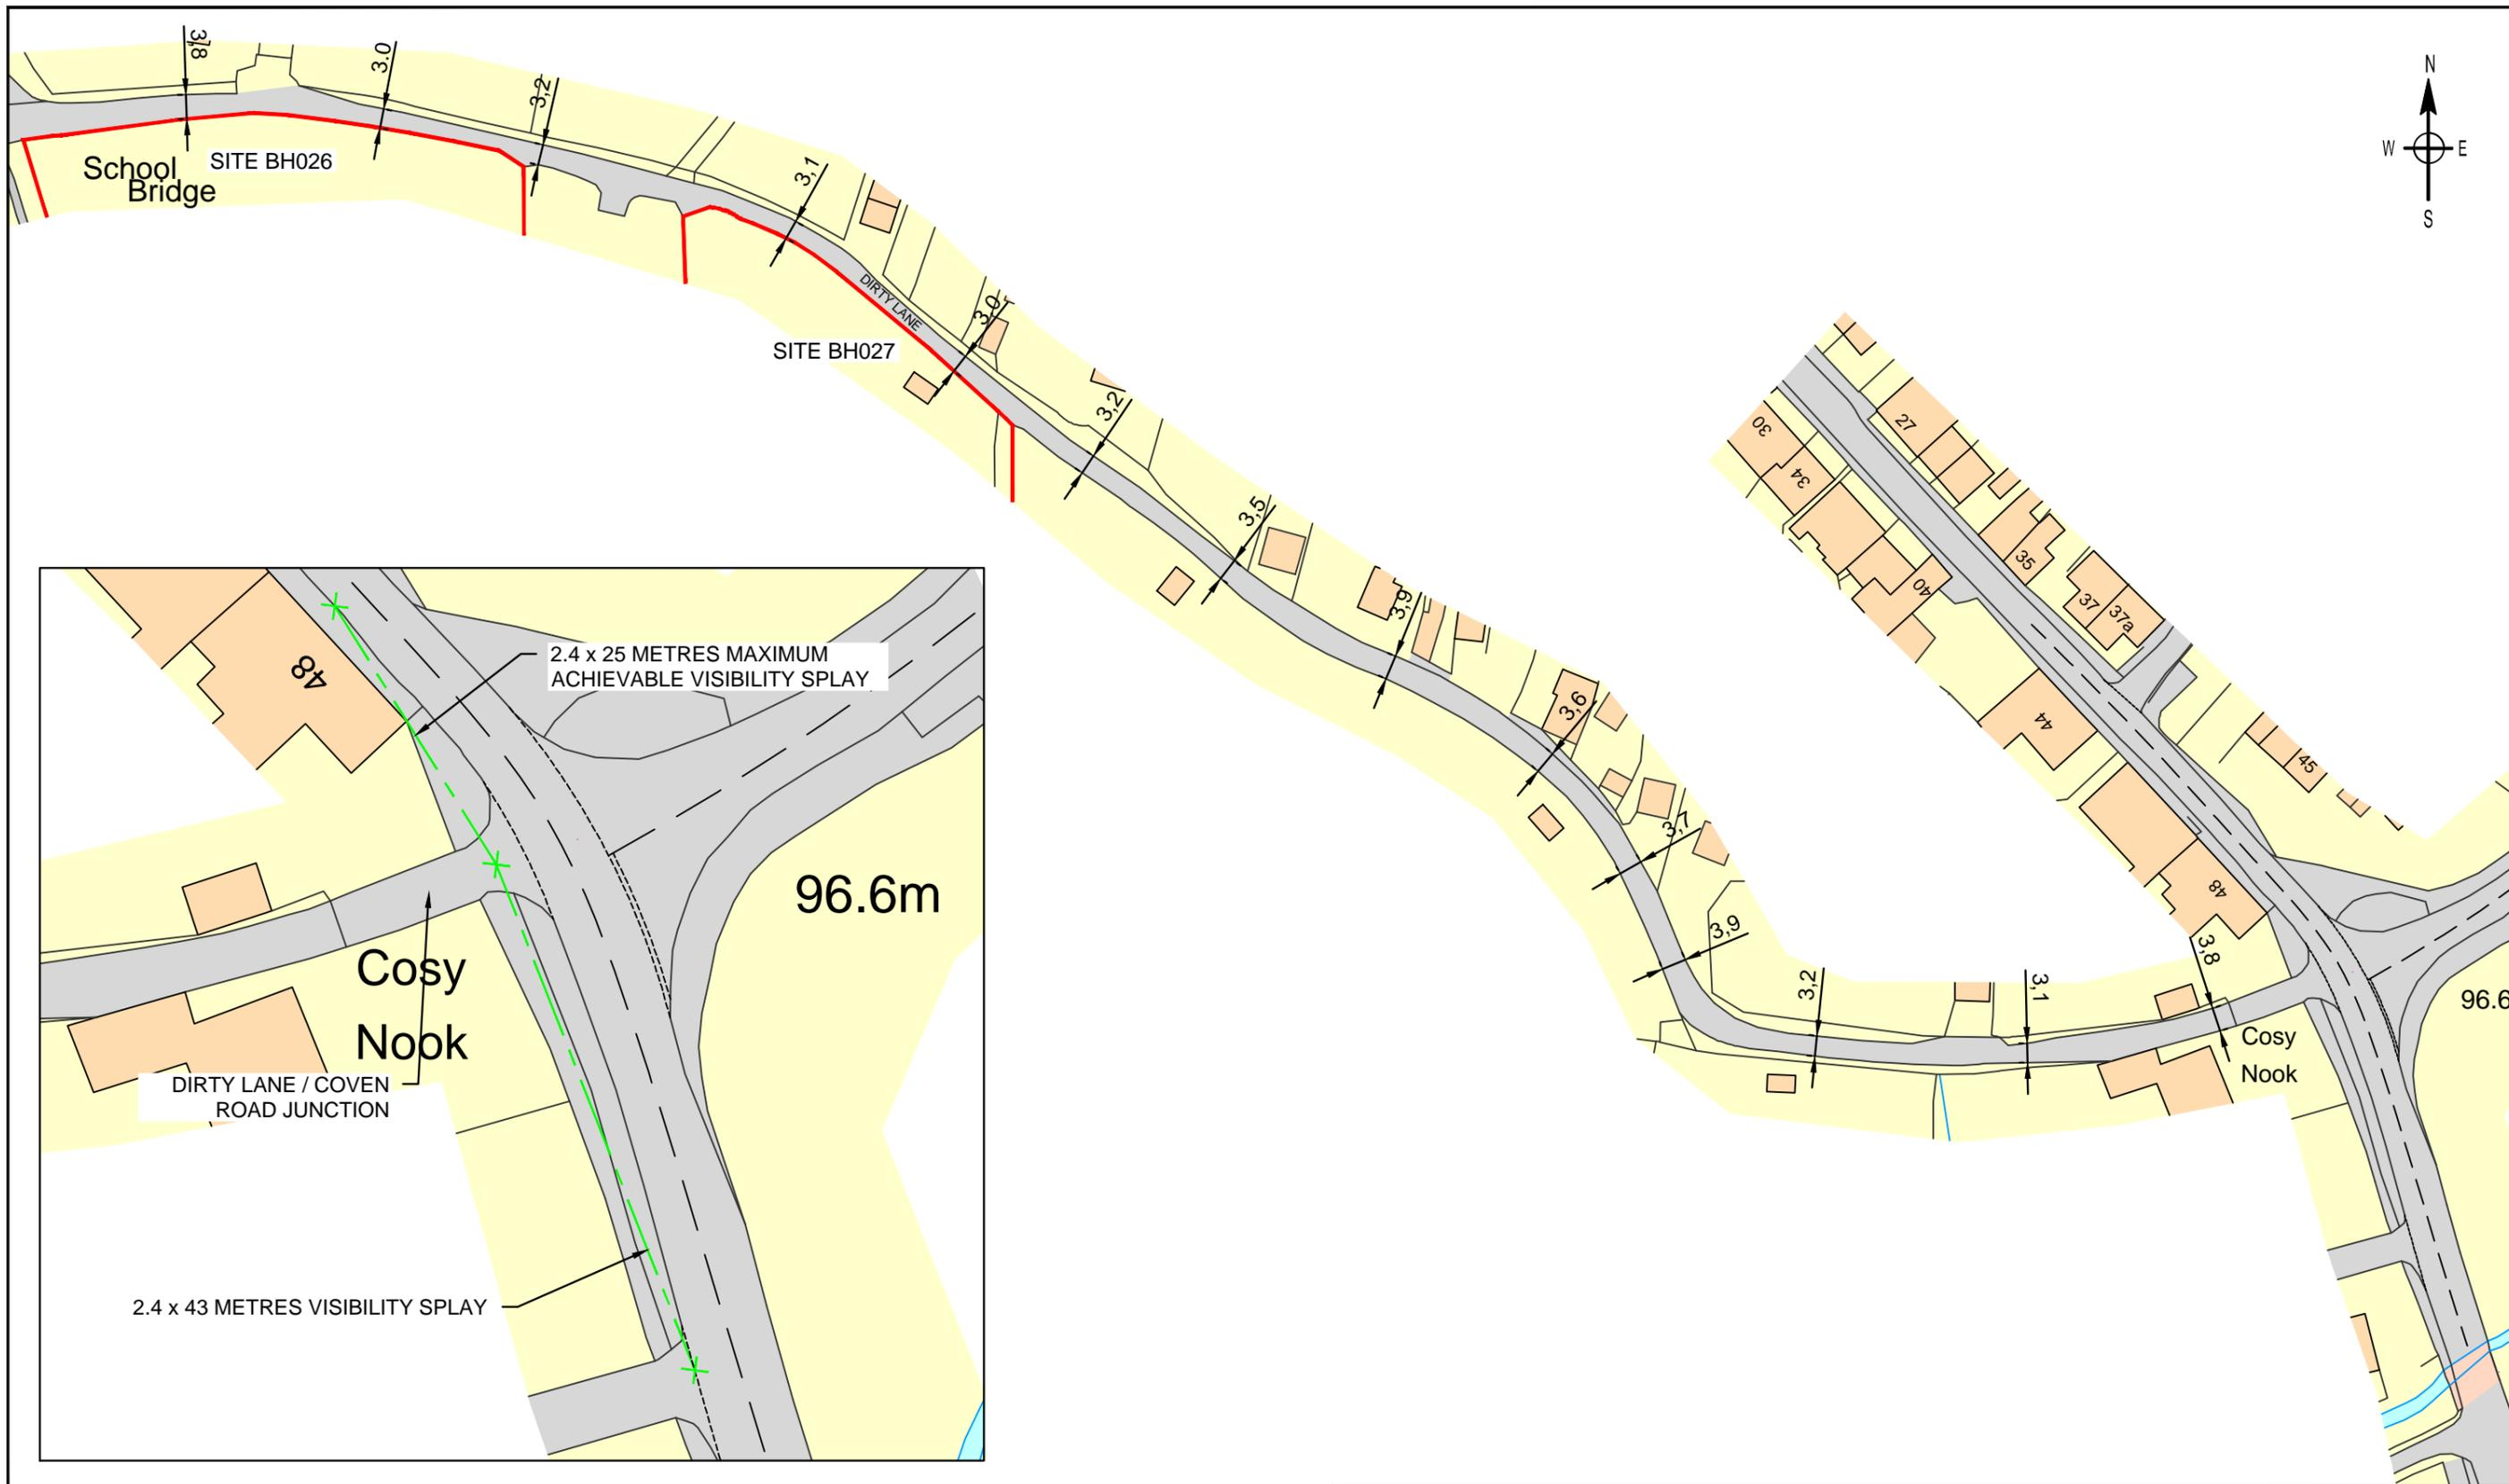 3,8
3.0
3,2
School
Bridge
SITE BH026
3,1
DIRTY LANE
3,0
SITE BH027
3,2
3,5
3,9
3,6
3,7
3,9
3,2
3,1
3,8
N
W E
S
30
34
27
40
35
37
37a
44
45
48
Cosy
Nook
96.6
48
2.4 x 25 METRES MAXIMUM
ACHIEVABLE VISIBILITY SPLAY
96.6m
Cosy
Nook
DIRTY LANE / COVEN
ROAD JUNCTION
2.4 x 43 METRES VISIBILITY SPLAY